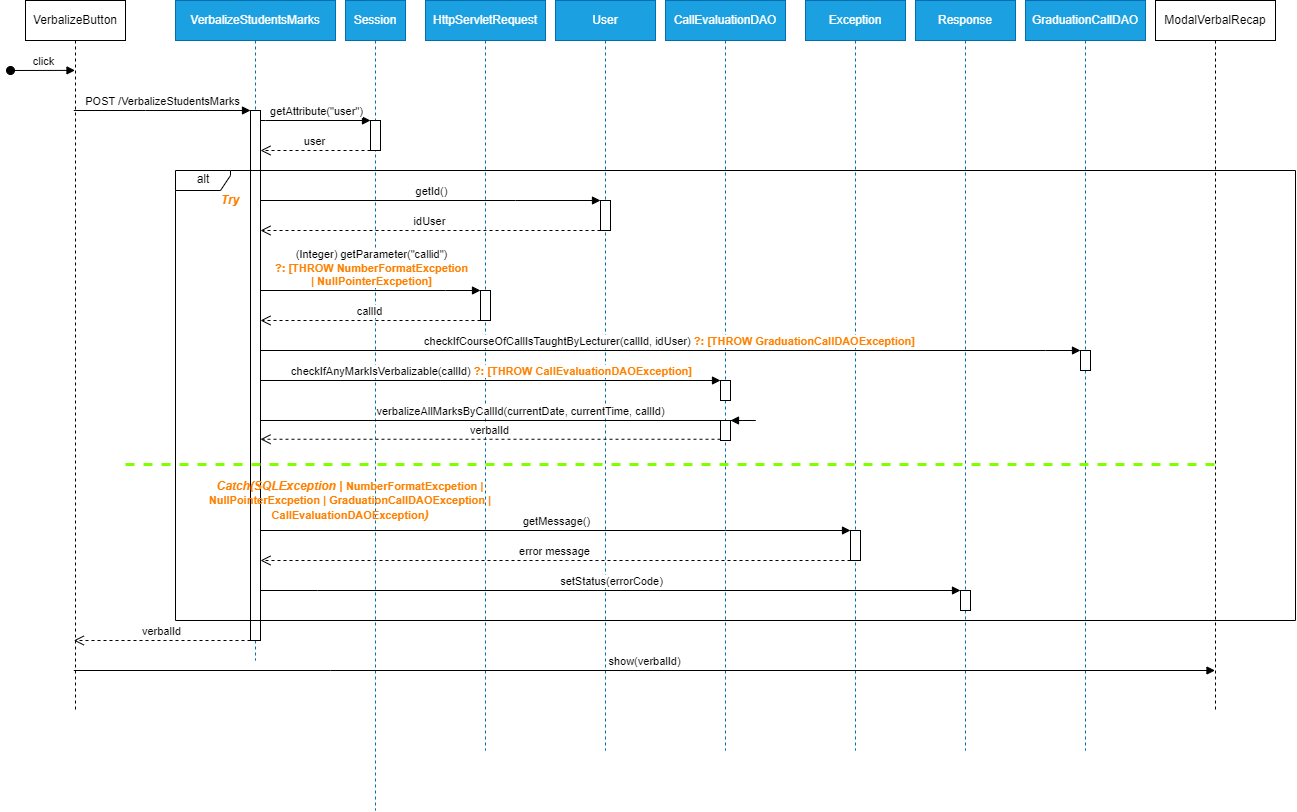 VerbalizeButton
VerbalizeStudentsMarks
Session
HttpServletRequest
User
CallEvaluationDAO
Exception
Response
GraduationCallDAO
ModalVerbalRecap
click
POST /VerbalizeStudentsMarks
getAttribute("user")
user
alt
Try
getId()
idUser
(Integer) getParameter("callid")
?: [THROW NumberFormatExcpetion
| NullPointerExcpetion]
callId
checkIfCourseOfCallIsTaughtByLecturer(callId, idUser) ?: [THROW GraduationCallDAOException]
checkIfAnyMarkIsVerbalizable(callId) ?: [THROW CallEvaluationDAOException]
verbalizeAllMarksByCallId(currentDate, currentTime, callId)
verbalId
Catch(SQLException | NumberFormatExcpetion |
NullPointerExcpetion | GraduationCallDAOException |
CallEvaluationDAOException)
getMessage()
error message
setStatus(errorCode)
verbalId
show(verbalId)